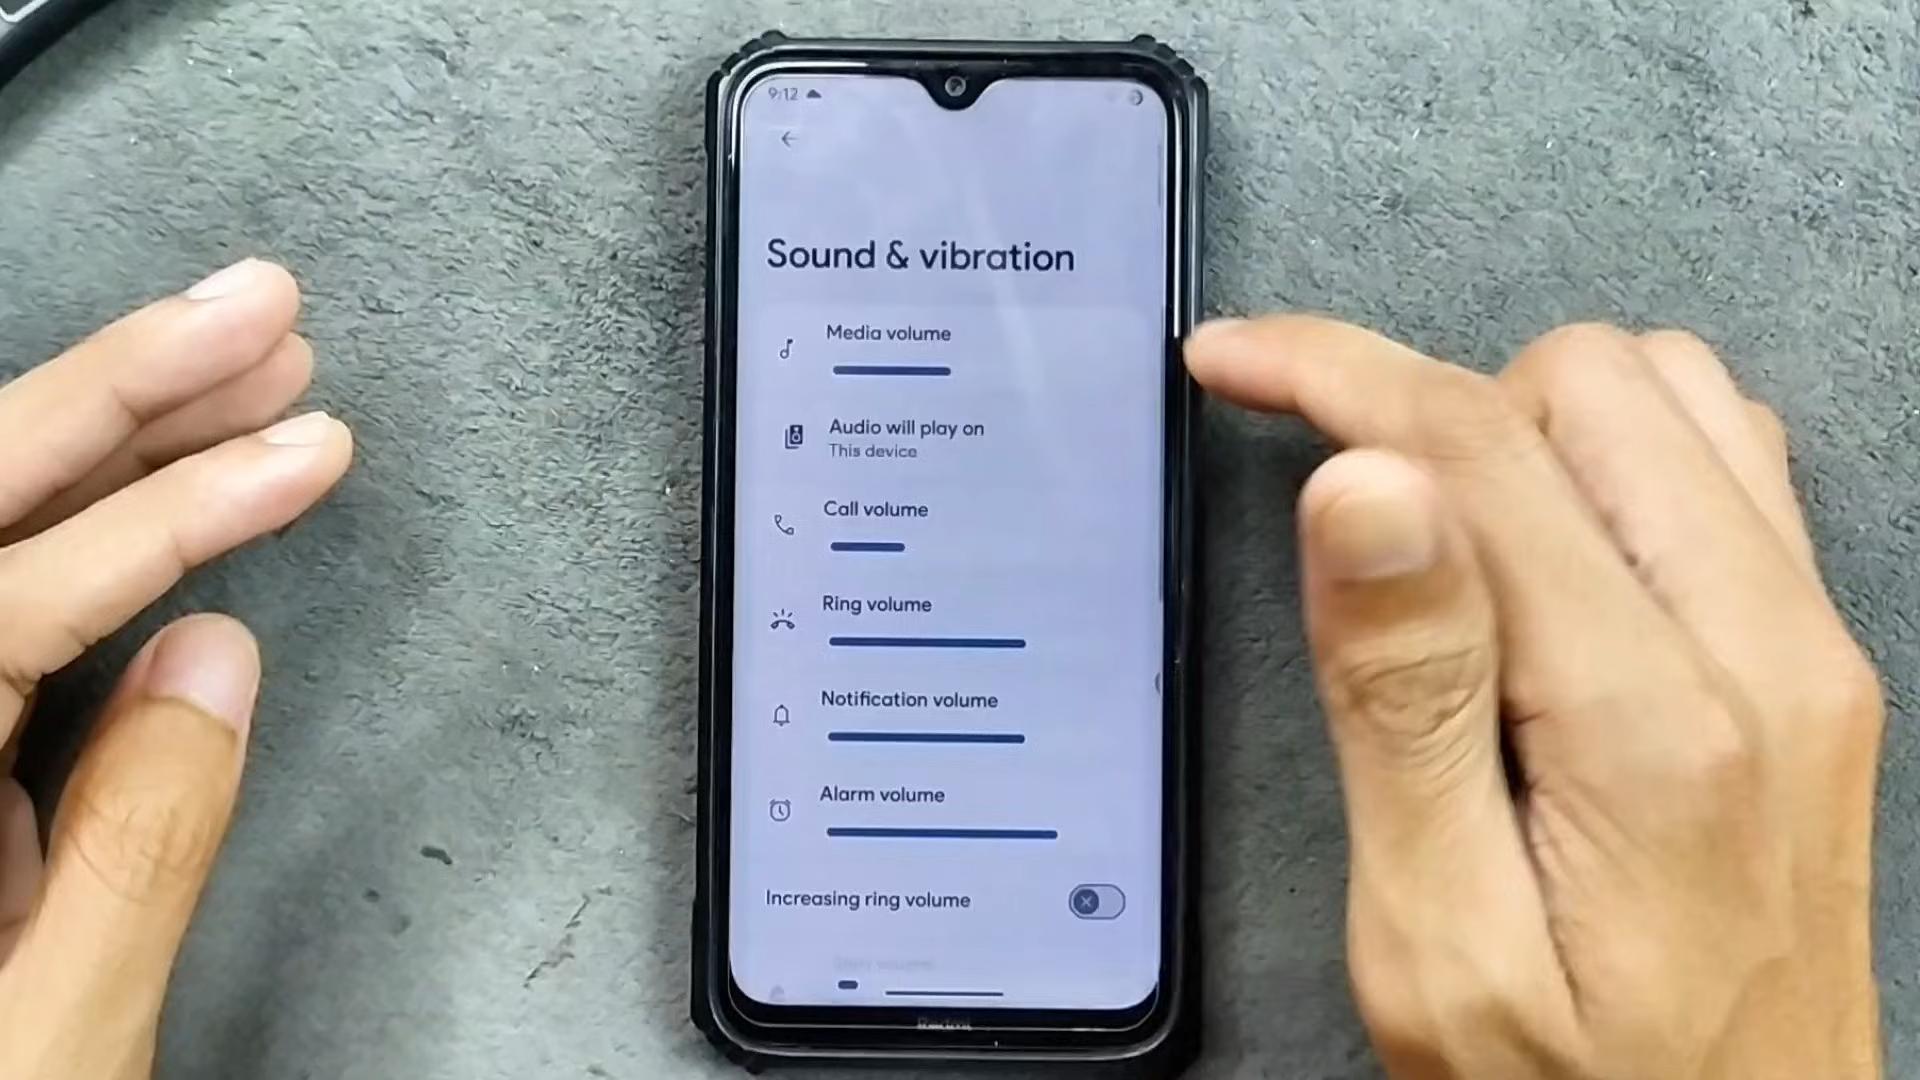 9:12
Sound & vibration
Media volume
Audio will play on
This device
Call volume
Ring volume
Notification volume
Alarm volume
Increasing ring volume
Redmi